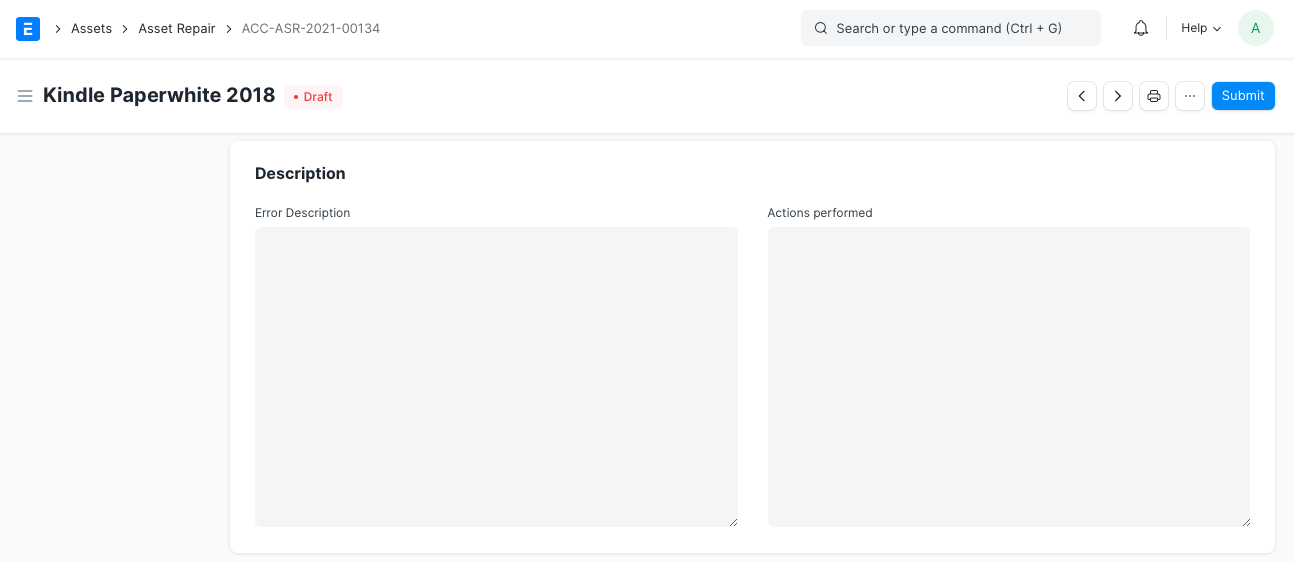 E Assets Asset Repair ACC-ASR-2021-00134 Search or type a command (Ctrl + G) Help A
Kindle Paperwhite 2018 • Draft ... Submit
Description
Error Description Actions performed